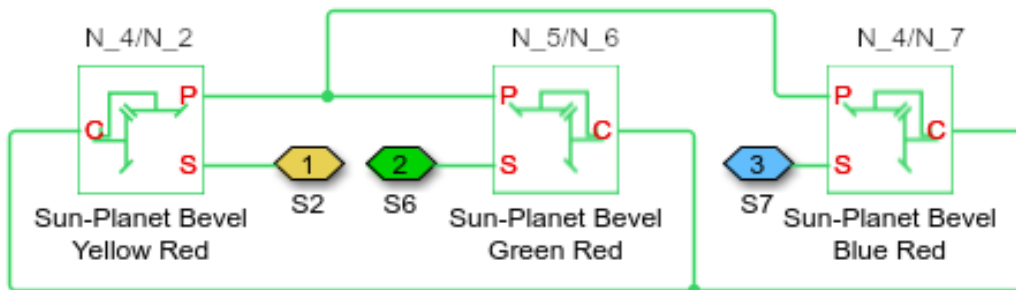 N_4/N_2
N_5/N_6
N_4/N_7
P
C
S
1
S2
2
S6
P
C
S
3
S7
P
C
S
Sun-Planet Bevel
Yellow Red
Sun-Planet Bevel
Green Red
Sun-Planet Bevel
Blue Red